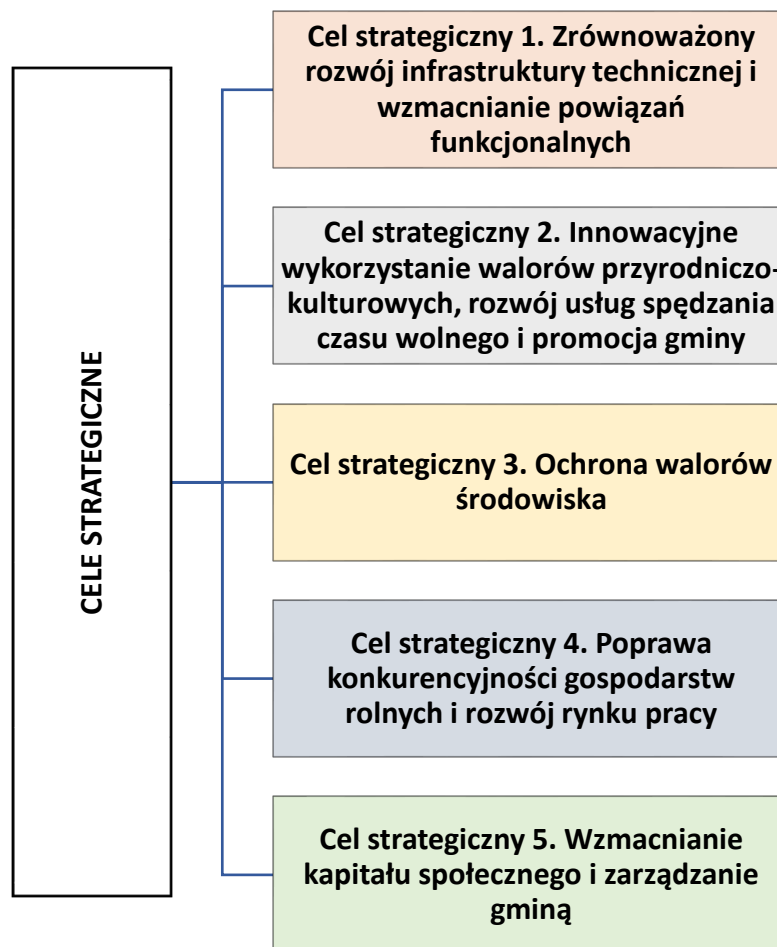 CELE STRATEGICZNE
Cel strategiczny 1. Zrównoważony
rozwój infrastruktury technicznej i
wzmacnianie powiązań
funkcjonalnych
Cel strategiczny 2. Innowacyjne
wykorzystanie walorów przyrodniczo-
kulturowych, rozwój usług spędzania
czasu wolnego i promocja gminy
Cel strategiczny 3. Ochrona walorów
środowiska
Cel strategiczny 4. Poprawa
konkurencyjności gospodarstw
rolnych i rozwój rynku pracy
Cel strategiczny 5. Wzmacnianie
kapitału społecznego i zarządzanie
gminą